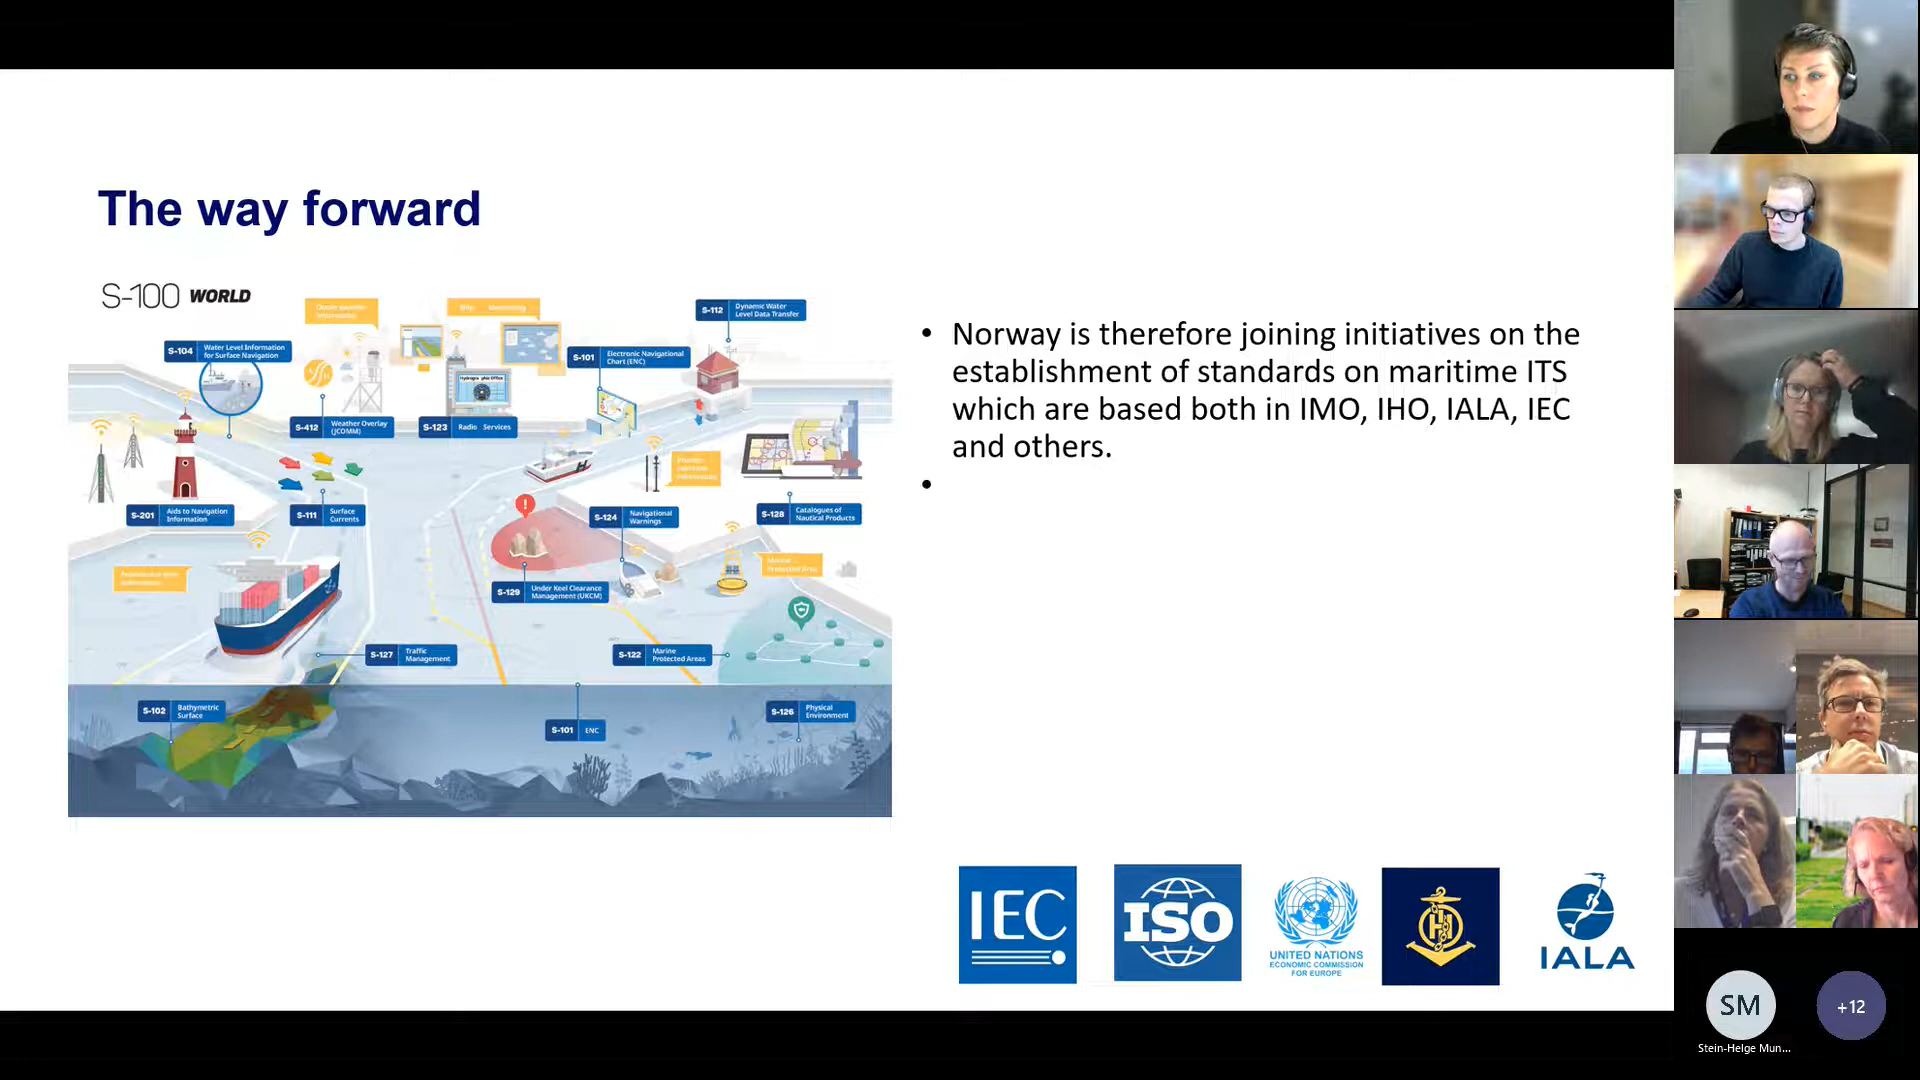 The way forward
S-100 WORLD
S-112 Dynamic Water
Level Data Transfer
S-104 Water Level Information
for Surface Navigation
S-101 Electronic Navigational
Chart (ENC)
S-412 Weather Overlay
(JCOMM)
S-123 Radio Services
S-201 Aids to Navigation
Information
S-111 Surface
Currents
S-124 Navigational
Warnings
S-128 Catalogues of
Nautical Products
S-129 Under Keel Clearance
Management (UKCM)
Marine
Protected Area
S-127 Traffic
Management
S-122 Marine
Protected Areas
S-102 Bathymetric
Surface
S-101 ENC
S-126 Physical
Environment
• Norway is therefore joining initiatives on the
establishment of standards on maritime ITS
which are based both in IMO, IHO, IALA, IEC
and others.
•
IEC
ISO
UNITED NATIONS
ECONOMIC COMMISSION
FOR EUROPE
IALA
SM
+12
Stein-Helge Mun...